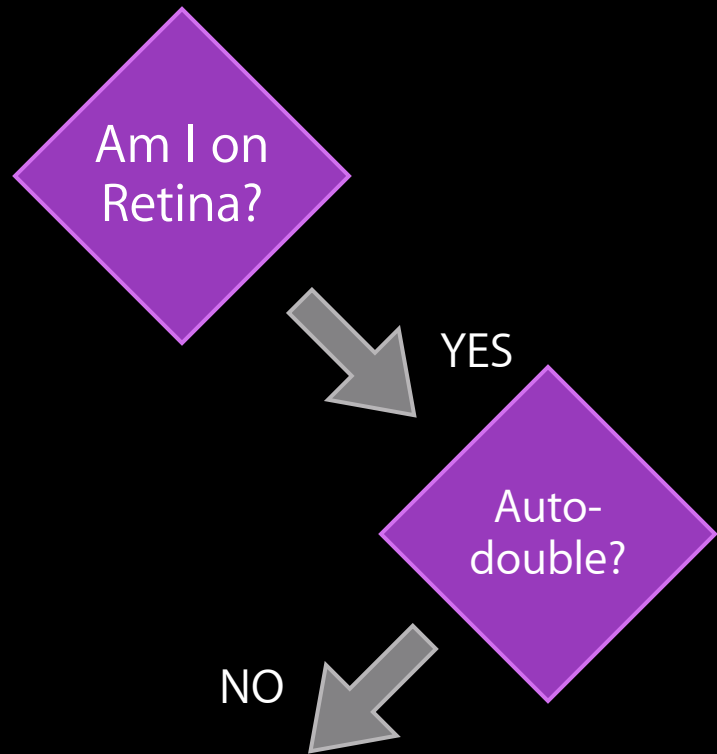 Am I on
Retina?
YES
Auto-
double?
NO